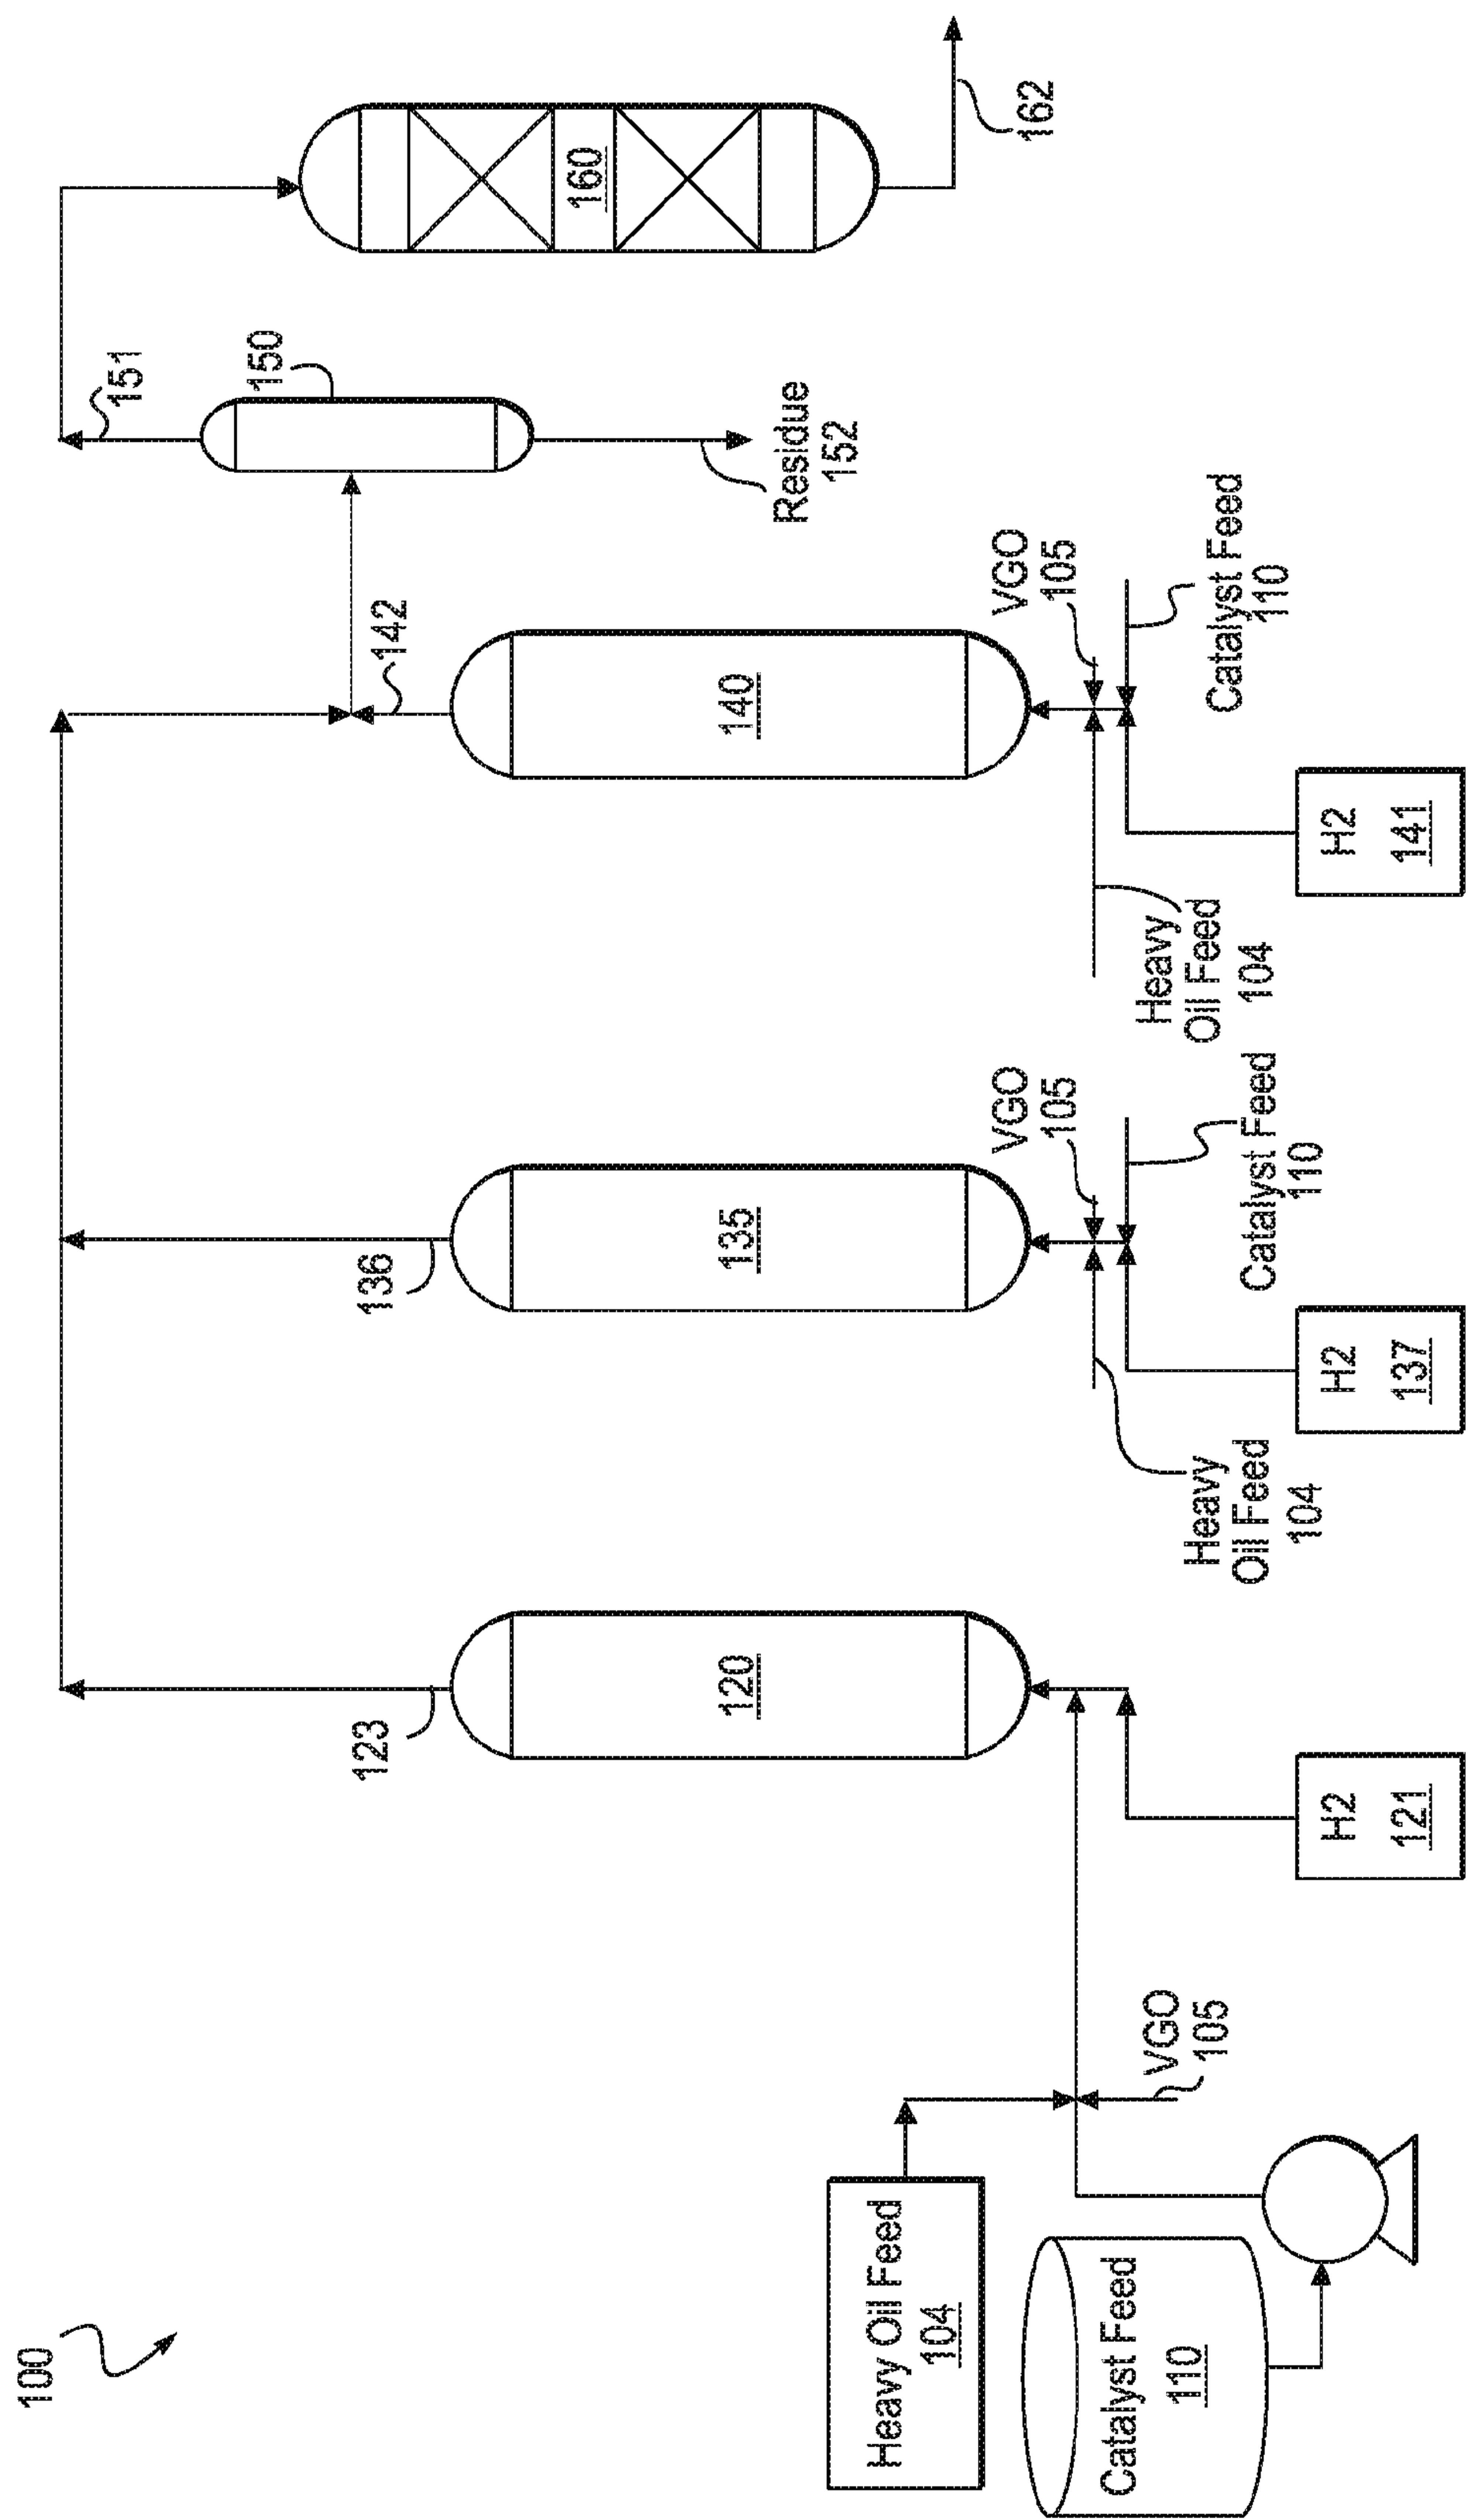 100
151
150
160
162
Residue
152
142
140
VGO
105
Catalyst Feed
110
Heavy
Oil Feed
104
H2
141
136
135
VGO
105
Catalyst Feed
110
Heavy
Oil Feed
104
H2
137
123
120
H2
121
VGO
105
Heavy Oil Feed
104
Catalyst Feed
110